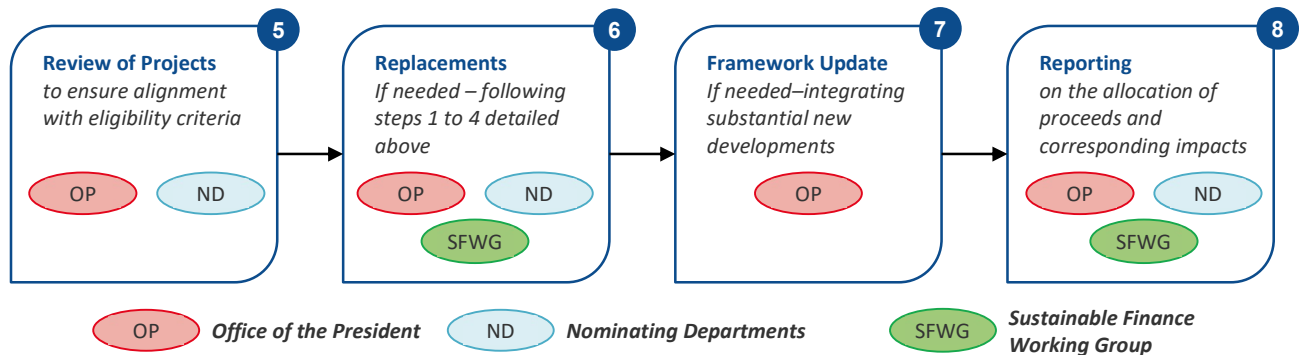 5
Review of Projects
to ensure alignment
with eligibility criteria
OP
ND
6
Replacements
If needed – following
steps 1 to 4 detailed
above
OP
ND
SFWG
7
Framework Update
If needed–integrating
substantial new
developments
OP
8
Reporting
on the allocation of
proceeds and
corresponding impacts
OP
ND
SFWG
OP Office of the President
ND Nominating Departments
SFWG Sustainable Finance
Working Group